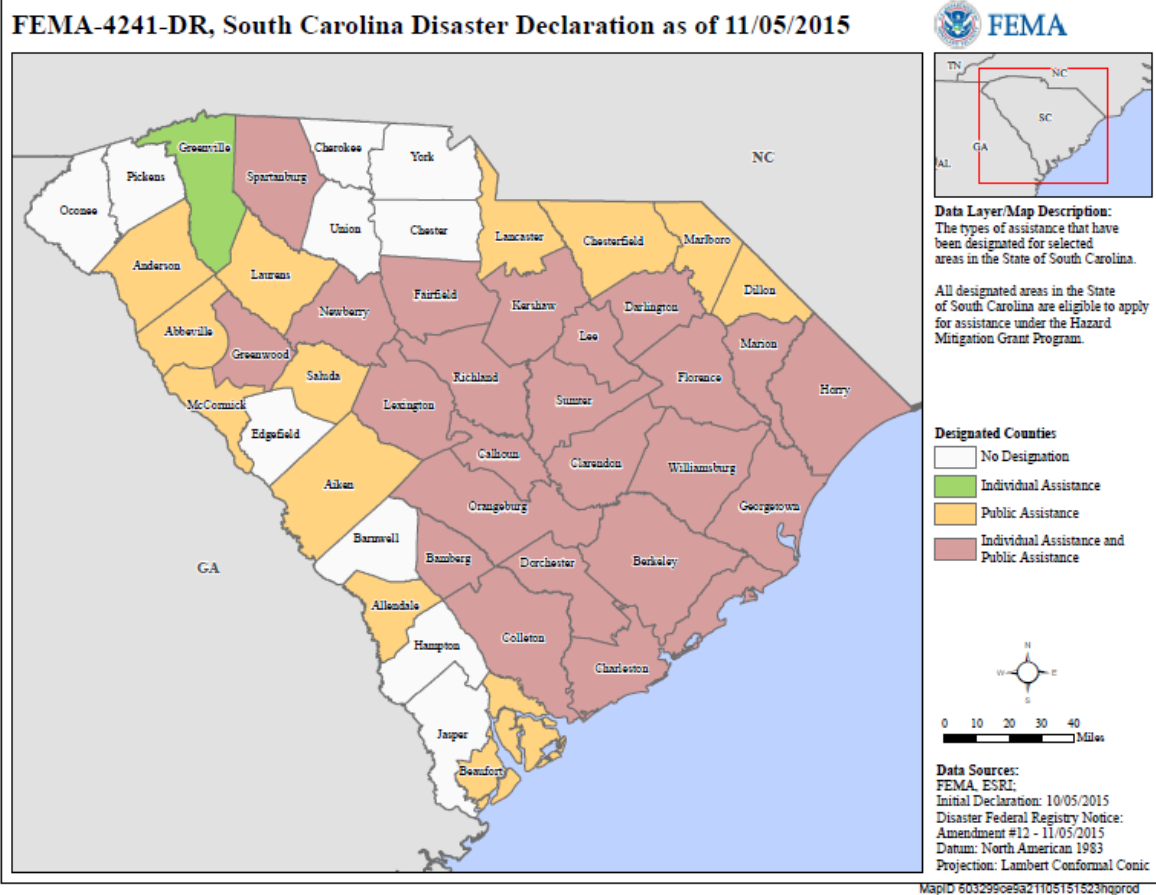 FEMA-4241-DR, South Carolina Disaster Declaration as of 11/05/2015
FEMA
TN
NC
SC
GA
AL
NC
Greenville
Cherokee
York
Pickens
Spartanburg
Oconee
Union
Chester
Lancaster
Chesterfield
Marlboro
Anderson
Laurens
Dillon
Fairfield
Kershaw
Darlington
Newberry
Abbeville
Lee
Marion
Greenwood
Saluda
Richland
Florence
Horry
McCormick
Lexington
Sumter
Edgefield
Calhoun
Clarendon
Williamsburg
Aiken
Orangeburg
Georgetown
Barnwell
Bamberg
Dorchester
Berkeley
GA
Allendale
Hampton
Colleton
Charleston
Jasper
Beaufort
Data Layer/Map Description:
The types of assistance that have
been designated for selected
areas in the State of South Carolina.
All designated areas in the State
of South Carolina are eligible to apply
for assistance under the Hazard
Mitigation Grant Program.
Designated Counties
No Designation
Individual Assistance
Public Assistance
Individual Assistance and
Public Assistance
N
W
E
S
0 10 20 30 40
Miles
Data Sources:
FEMA, ESRI;
Initial Declaration: 10/05/2015
Disaster Federal Registry Notice:
Amendment #12 - 11/05/2015
Datum: North American 1983
Projection: Lambert Conformal Conic
MapID 603299ce9a21105151523hqprod